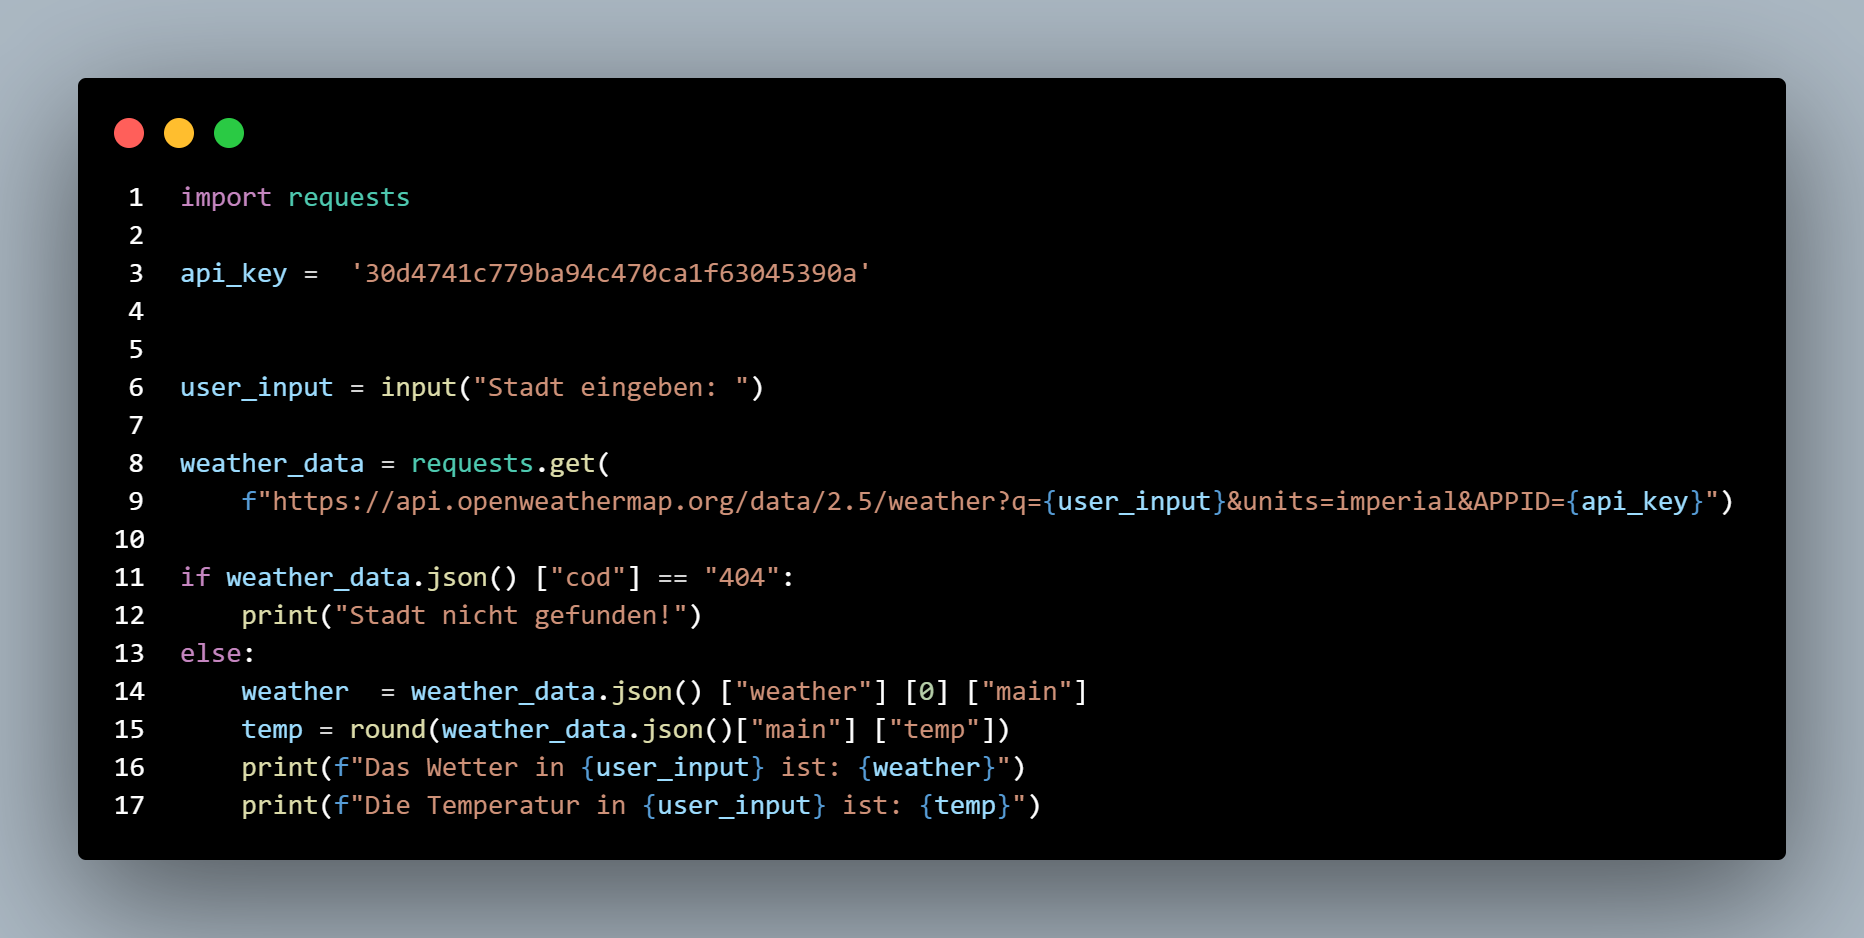 1 import requests
2
3 api_key =  '30d4741c779ba94c470ca1f63045390a'
4
5
6 user_input = input("Stadt eingeben: ")
7
8 weather_data = requests.get(
9     f"https://api.openweathermap.org/data/2.5/weather?q={user_input}&units=imperial&APPID={api_key}")
10
11 if weather_data.json() ["cod"] == "404":
12     print("Stadt nicht gefunden!")
13 else:
14     weather  = weather_data.json() ["weather"] [0] ["main"]
15     temp = round(weather_data.json()["main"] ["temp"])
16     print(f"Das Wetter in {user_input} ist: {weather}")
17     print(f"Die Temperatur in {user_input} ist: {temp}")